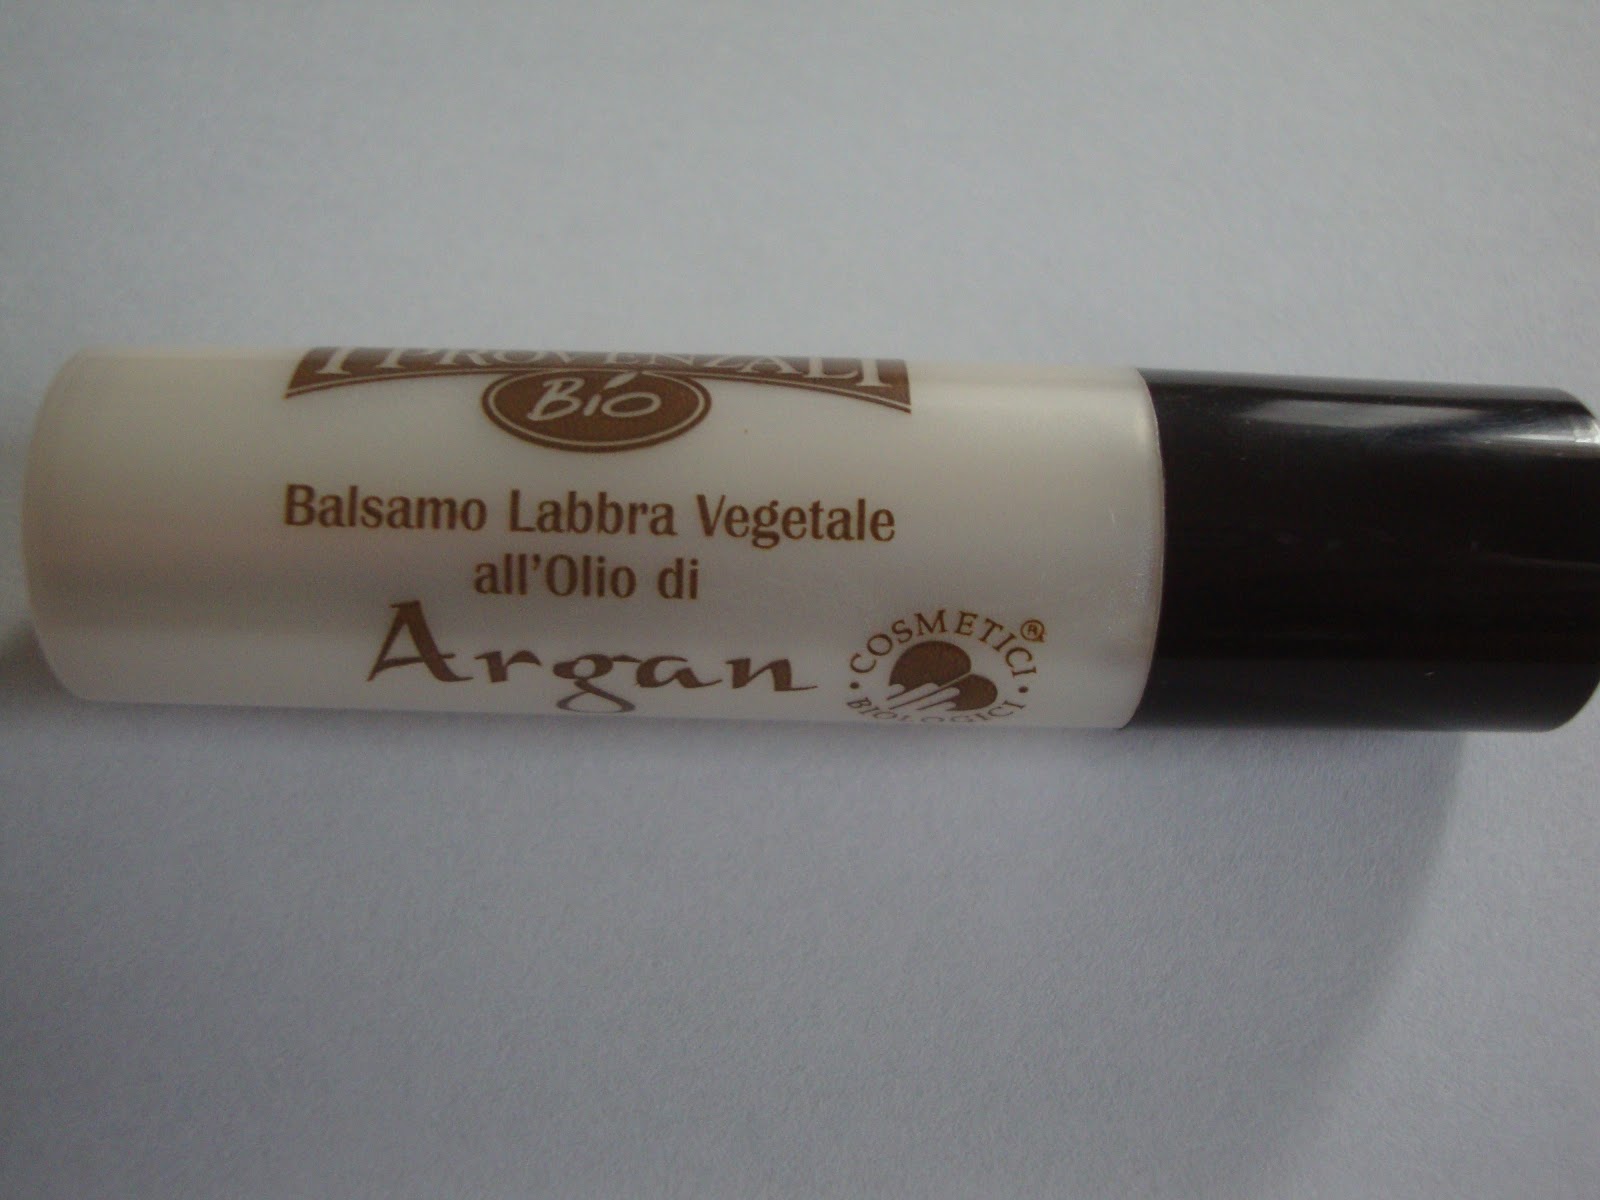 I PROVENZALI
Bio
Balsamo Labbra Vegetale
all'Olio di
Argan
COSMETICI ®
• BIOLOGICI •